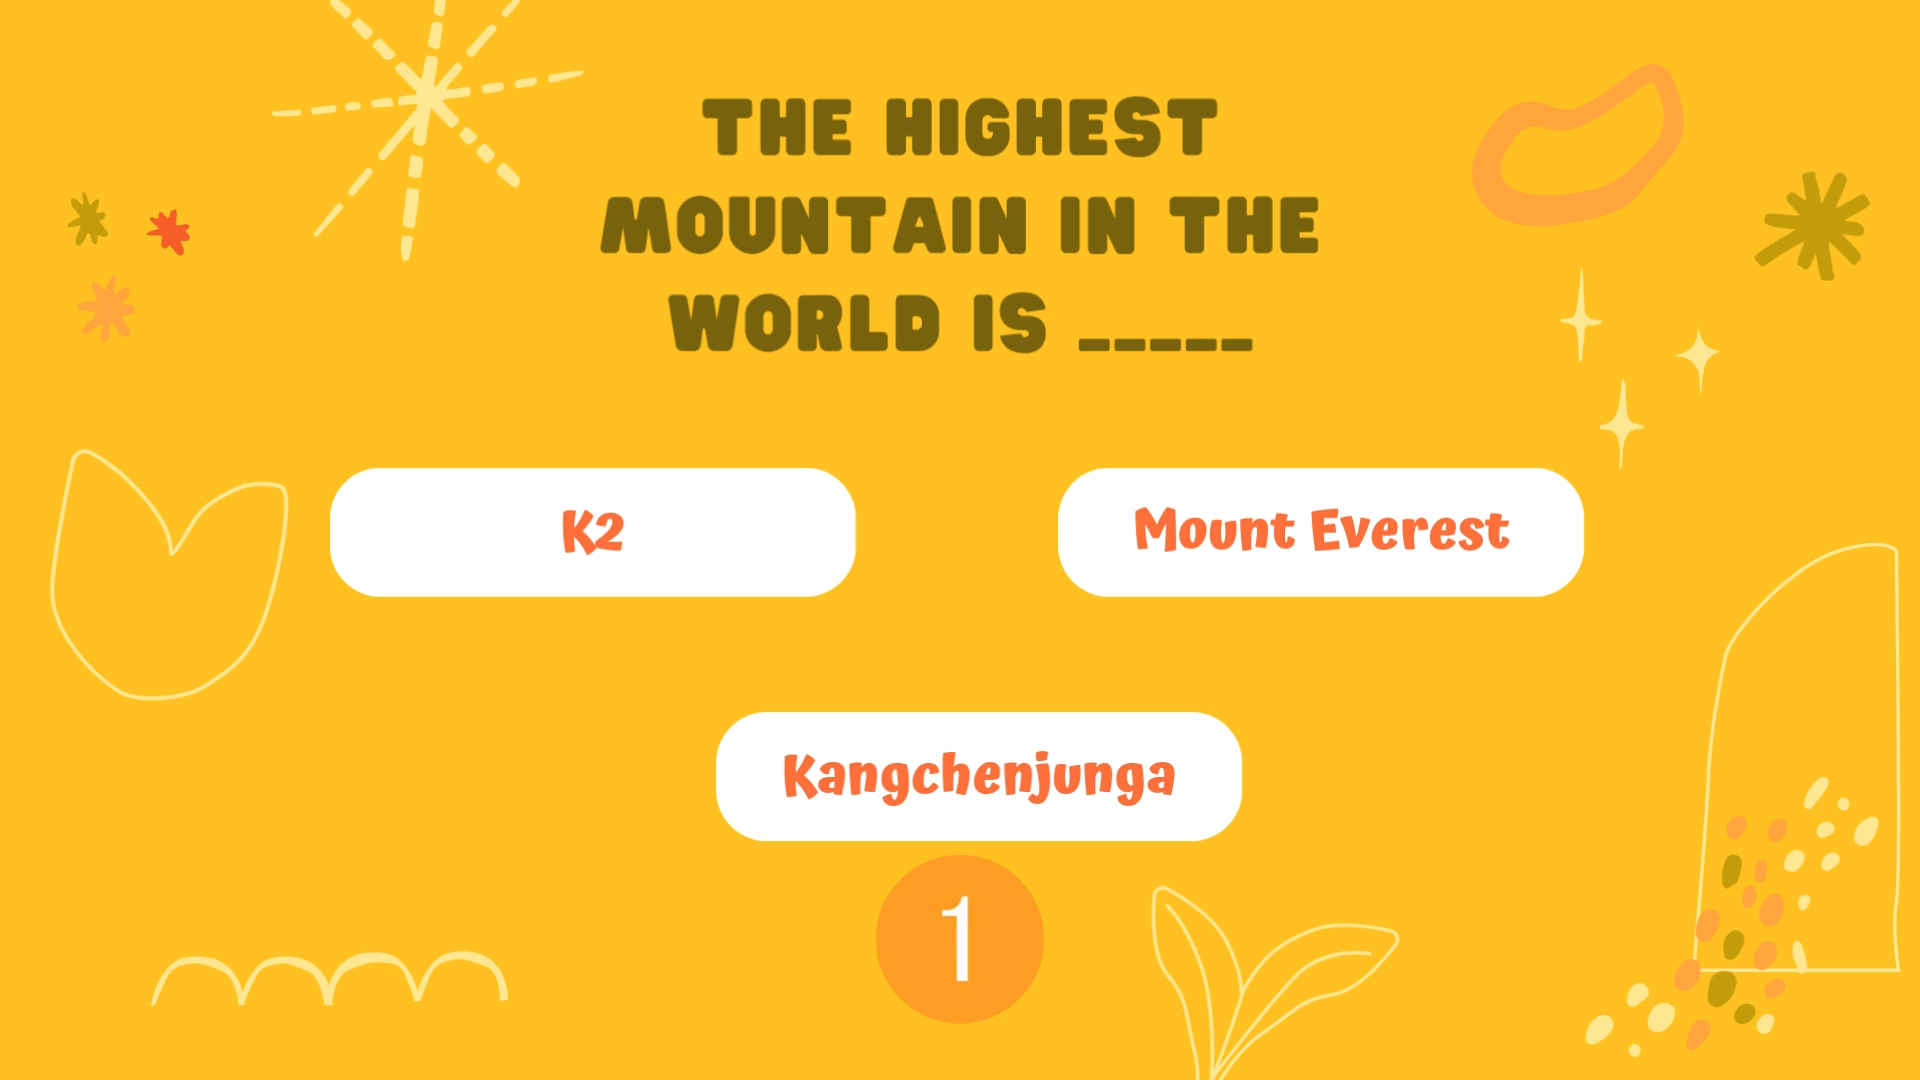 THE HIGHEST
MOUNTAIN IN THE
WORLD IS _____
K2
Mount Everest
Kangchenjunga
1